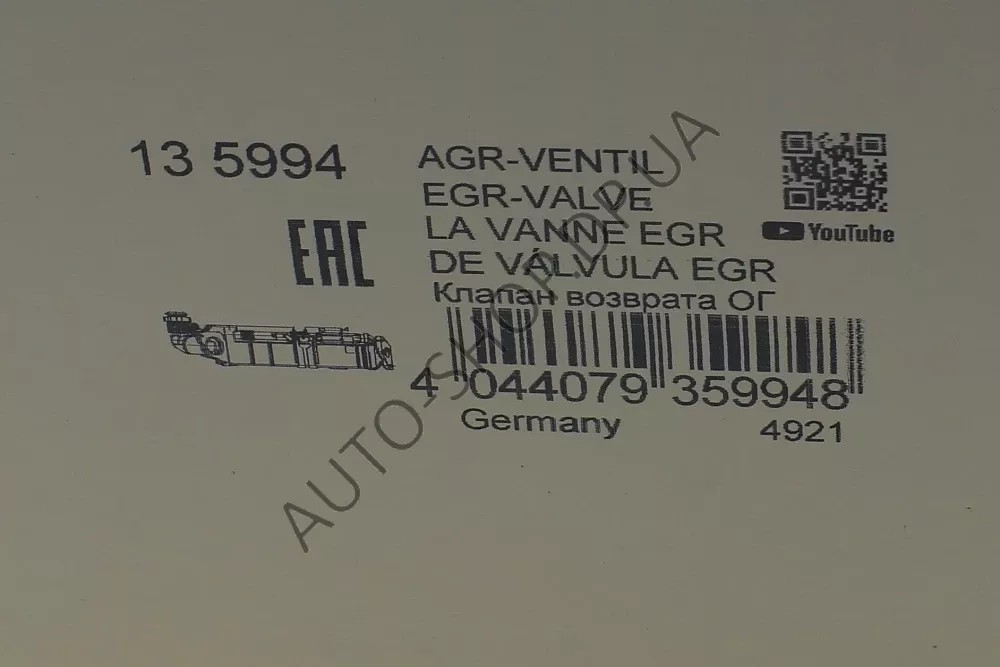 13 5994
AGR-VENTIL
EGR-VALVE
LA VANNE EGR
DE VÁLVULA EGR
Клапан возврата ОГ
EAC
YouTube
4 044079 359948
Germany
4921
AUTO-SHOP.DP.UA